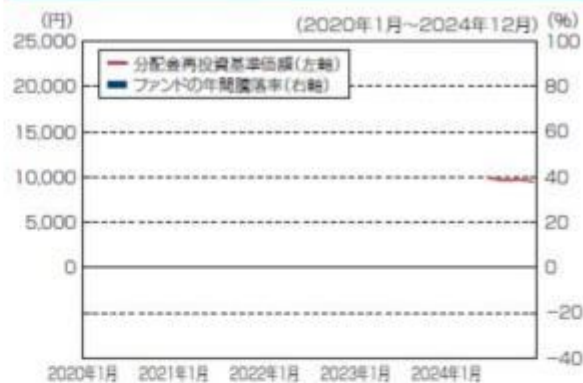 (円) (2020年1月～2024年12月) (%)
25,000 100
分配金再投資基準価額(左軸)
20,000 80
ファンドの年間騰落率(右軸)
15,000 60
10,000 40
5,000 20
0 0
-20
-40
2020年1月 2021年1月 2022年1月 2023年1月 2024年1月